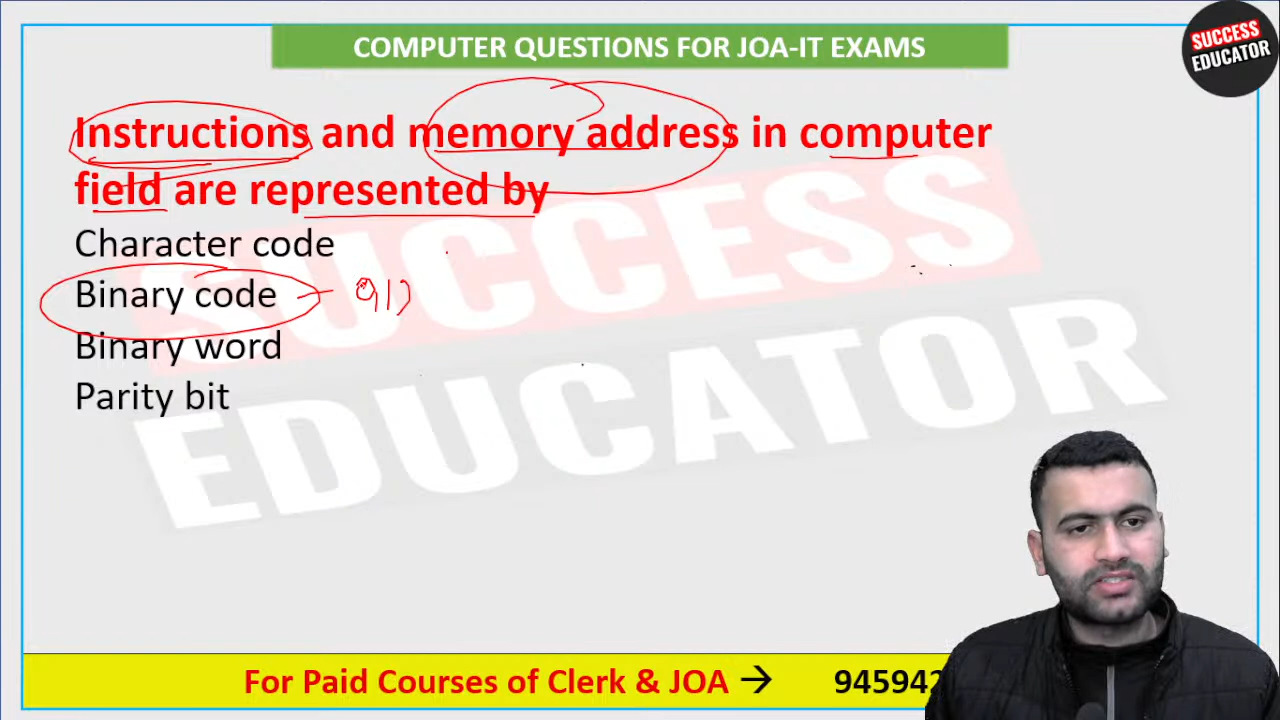 COMPUTER QUESTIONS FOR JOA-IT EXAMS
SUCCESS
EDUCATOR
Instructions and memory address in computer
field are represented by
Character code
Binary code
Binary word
Parity bit
SUCCESS
EDUCATOR
For Paid Courses of Clerk & JOA → 94594